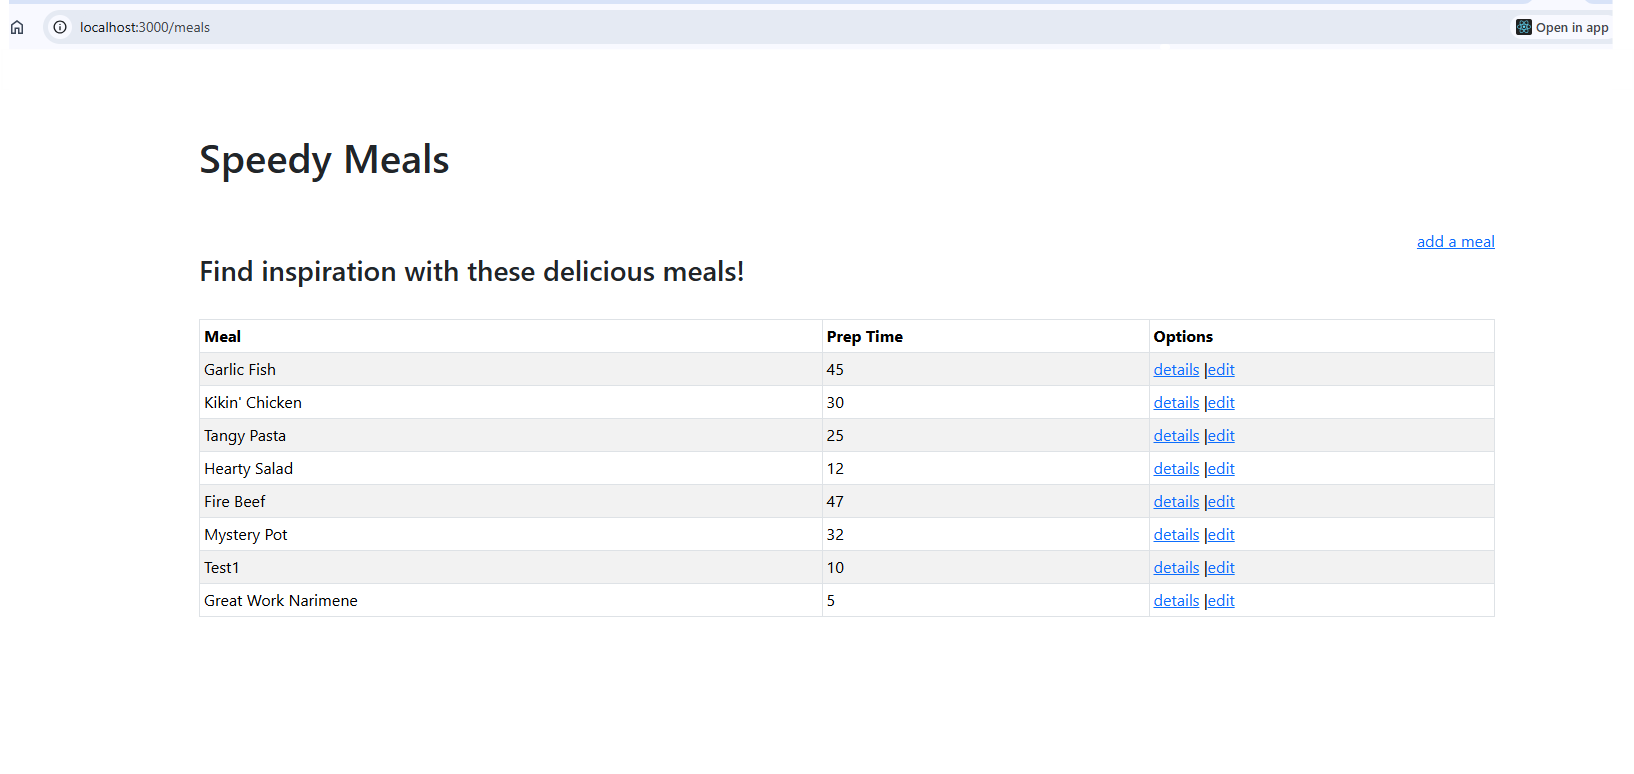 localhost:3000/meals
Open in app
Speedy Meals
add a meal
Find inspiration with these delicious meals!
Meal Prep Time Options
Garlic Fish 45 details |edit
Kikin' Chicken 30 details |edit
Tangy Pasta 25 details |edit
Hearty Salad 12 details |edit
Fire Beef 47 details |edit
Mystery Pot 32 details |edit
Test1 10 details |edit
Great Work Narimene 5 details |edit